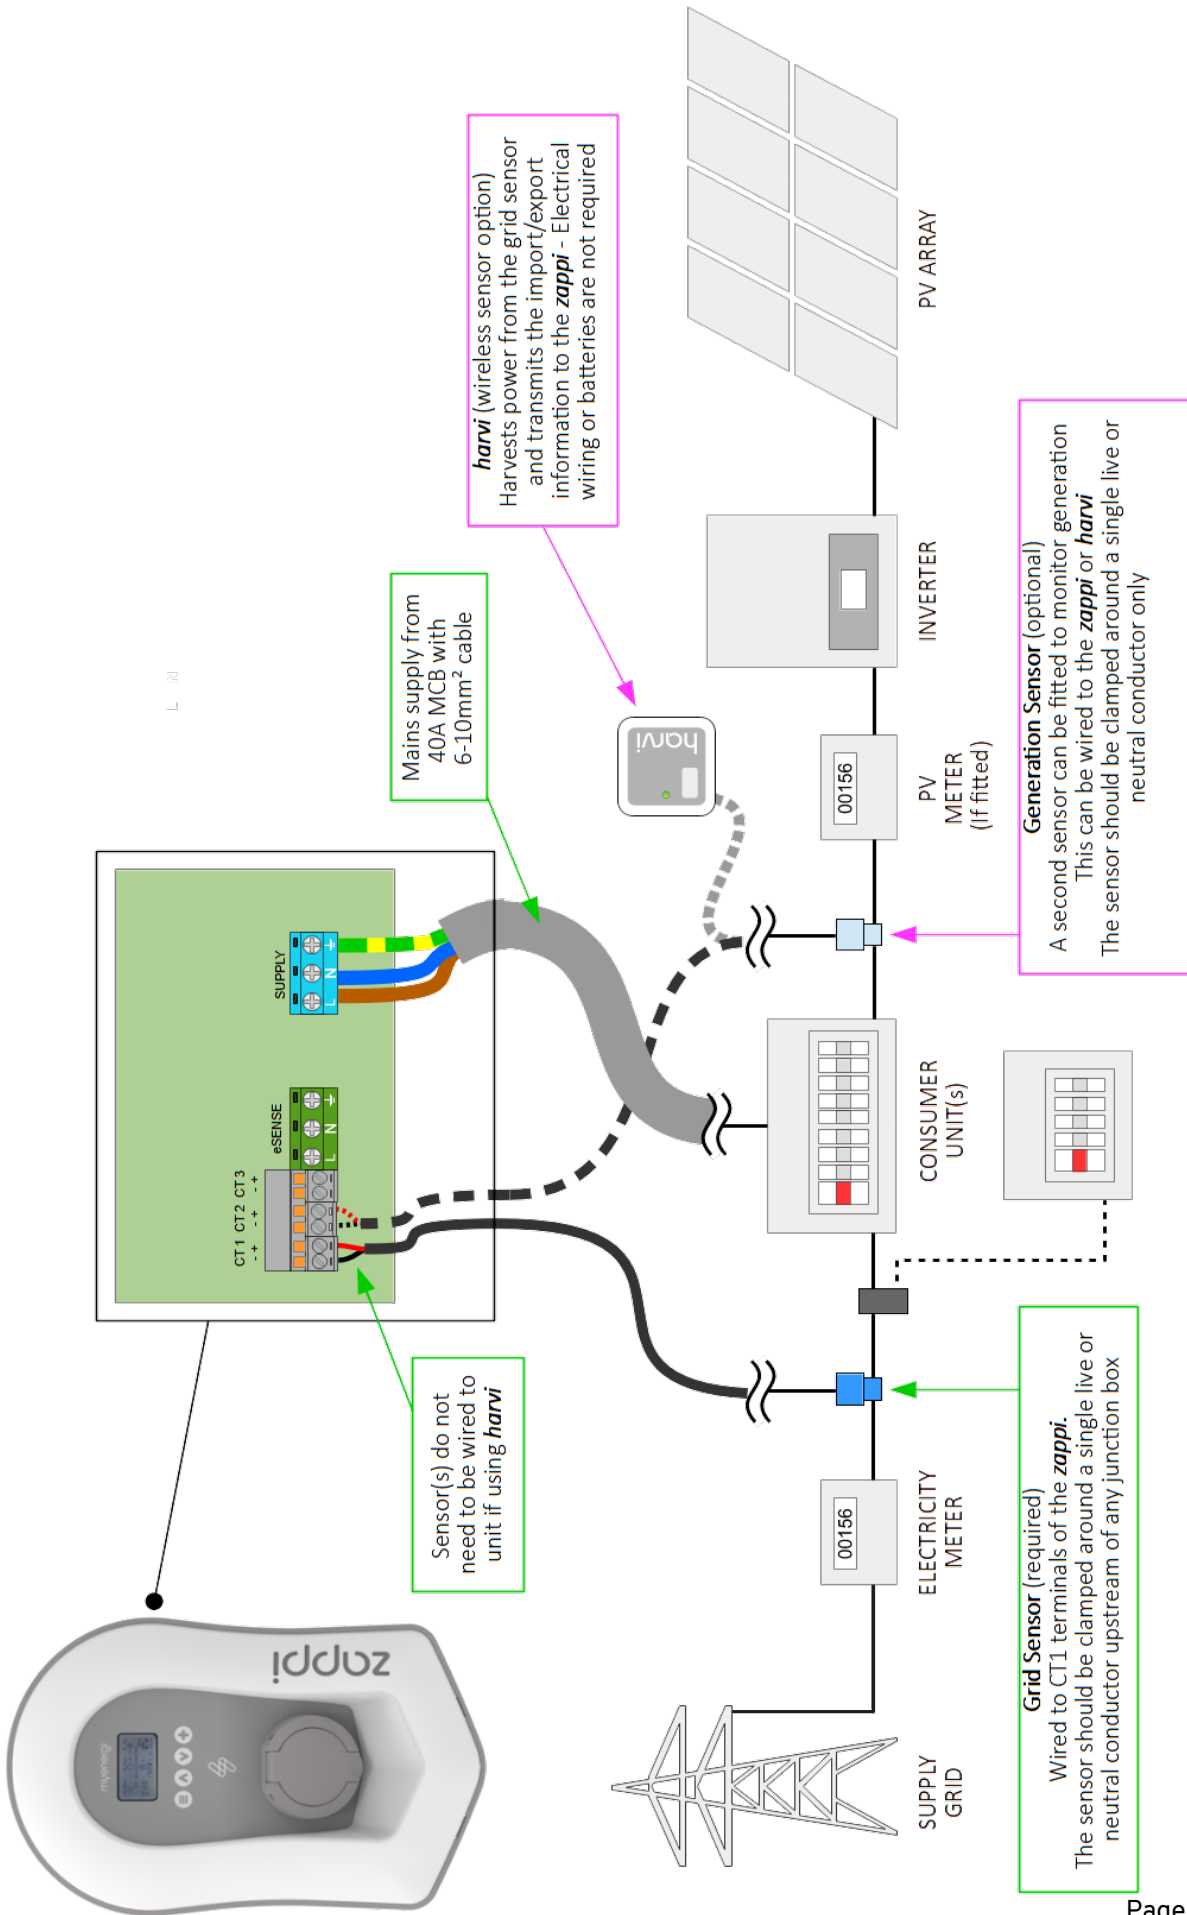 myenergi
zappi
Sensor(s) do not
need to be wired to
unit if using harvi
CT1 CT2 CT3
- + - + - +
eSENSE
L N
SUPPLY
L N
L N
Mains supply from
40A MCB with
6-10mm² cable
harvi (wireless sensor option)
Harvests power from the grid sensor
and transmits the import/export
information to the zappi - Electrical
wiring or batteries are not required
harvi
SUPPLY
GRID
00156
ELECTRICITY
METER
CONSUMER
UNIT(s)
00156
PV
METER
(If fitted)
INVERTER
PV ARRAY
Grid Sensor (required)
Wired to CT1 terminals of the zappi.
The sensor should be clamped around a single live or
neutral conductor upstream of any junction box
Generation Sensor (optional)
A second sensor can be fitted to monitor generation
This can be wired to the zappi or harvi
The sensor should be clamped around a single live or
neutral conductor only
Page